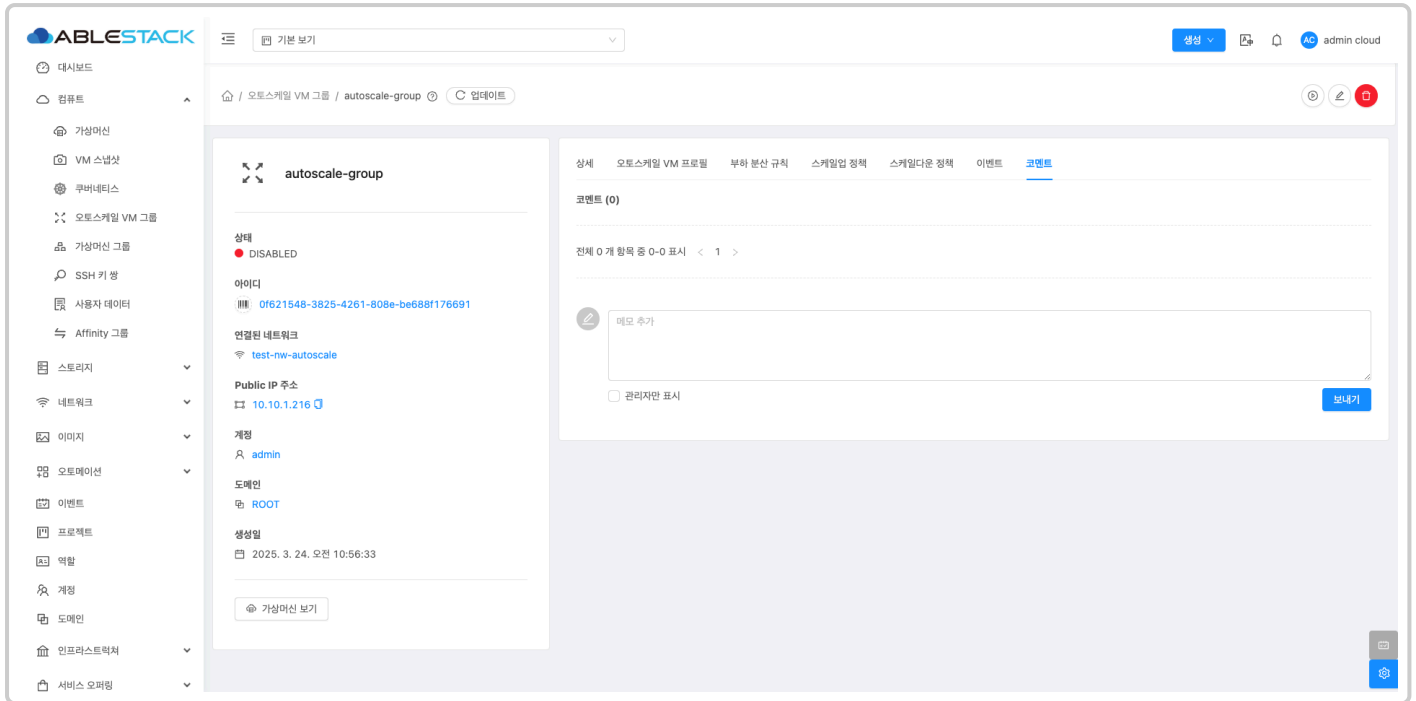 ABLESTACK
기본 보기
생성
AC
admin cloud
대시보드
컴퓨트
가상머신
VM 스냅샷
쿠버네티스
오토스케일 VM 그룹
가상머신 그룹
SSH 키 쌍
사용자 데이터
Affinity 그룹
스토리지
네트워크
이미지
오토메이션
이벤트
프로젝트
역할
계정
도메인
인프라스트럭쳐
서비스 오퍼링
/ 오토스케일 VM 그룹 / autoscale-group
업데이트
autoscale-group
상태
DISABLED
아이디
0f621548-3825-4261-808e-be688f176691
연결된 네트워크
test-nw-autoscale
Public IP 주소
10.10.1.216
계정
admin
도메인
ROOT
생성일
2025. 3. 24. 오전 10:56:33
가상머신 보기
상세 오토스케일 VM 프로필 부하 분산 규칙 스케일업 정책 스케일다운 정책 이벤트 코멘트
코멘트 (0)
전체 0 개 항목 중 0-0 표시 < 1 >
메모 추가
관리자만 표시
보내기